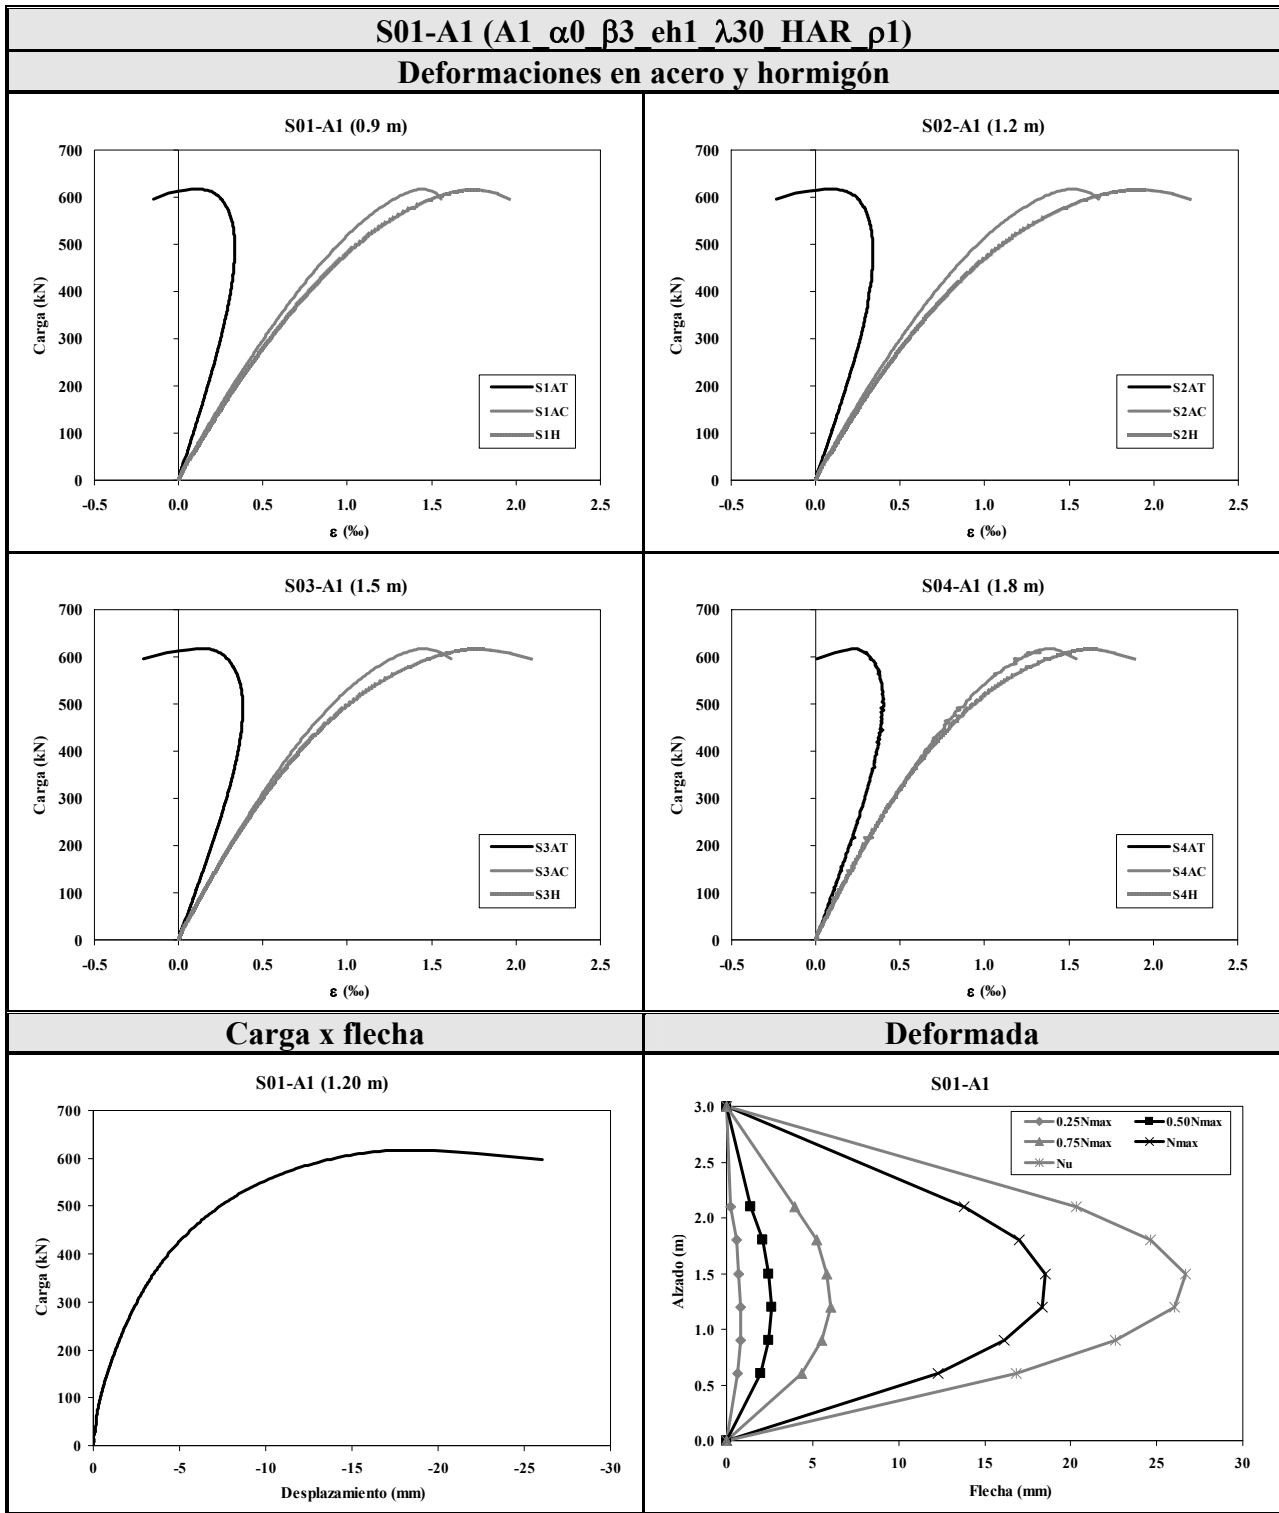 S01-A1 (A1_α0_β3_eh1_λ30_HAR_ρ1)
Deformaciones en acero y hormigón
S01-A1 (0.9 m)
700
600
500
400
300
200
100
0
Carga (kN)
-0.5 0.0 0.5 1.0 1.5 2.0 2.5
ε (‰)
S1AT
S1AC
S1H
S02-A1 (1.2 m)
700
600
500
400
300
200
100
0
Carga (kN)
-0.5 0.0 0.5 1.0 1.5 2.0 2.5
ε (‰)
S2AT
S2AC
S2H
S03-A1 (1.5 m)
700
600
500
400
300
200
100
0
Carga (kN)
-0.5 0.0 0.5 1.0 1.5 2.0 2.5
ε (‰)
S3AT
S3AC
S3H
S04-A1 (1.8 m)
700
600
500
400
300
200
100
0
Carga (kN)
-0.5 0.0 0.5 1.0 1.5 2.0 2.5
ε (‰)
S4AT
S4AC
S4H
Carga x flecha
S01-A1 (1.20 m)
700
600
500
400
300
200
100
0
Carga (kN)
0 -5 -10 -15 -20 -25 -30
Desplazamiento (mm)
Deformada
S01-A1
3.0
2.5
2.0
1.5
1.0
0.5
0.0
Alzado (m)
0 5 10 15 20 25 30
Flecha (mm)
0.25Nmax 0.50Nmax
0.75Nmax Nmax
Nu